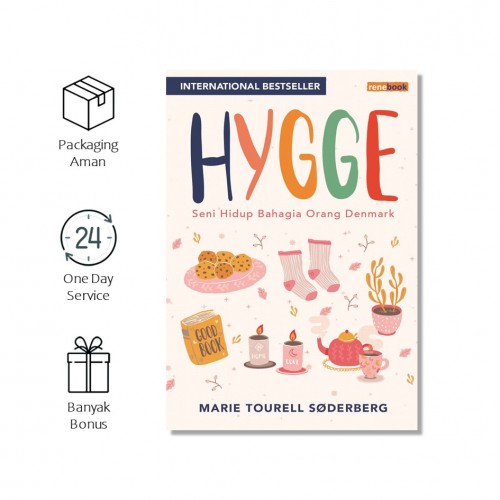 INTERNATIONAL BESTSELLER
renebook
HYGGE
Seni Hidup Bahagia Orang Denmark
GOOD
BOOK
HOME
LOVE
MARIE TOURELL SØDERBERG
Packaging
Aman
24
One Day
Service
Banyak
Bonus